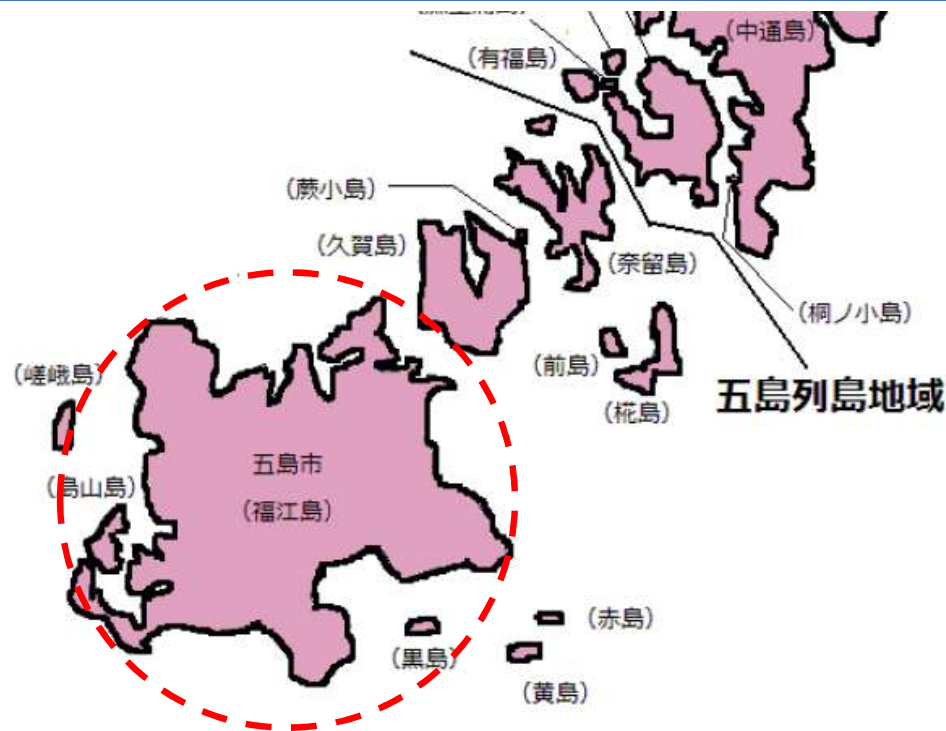 （中通島）
（有福島）
（蕨小島）
（久賀島）
（奈留島）
（桐ノ小島）
（前島）
（嵯峨島）
五島列島地域
（椛島）
五島市
（島山島）
（福江島）
（赤島）
（黒島）
（黄島）